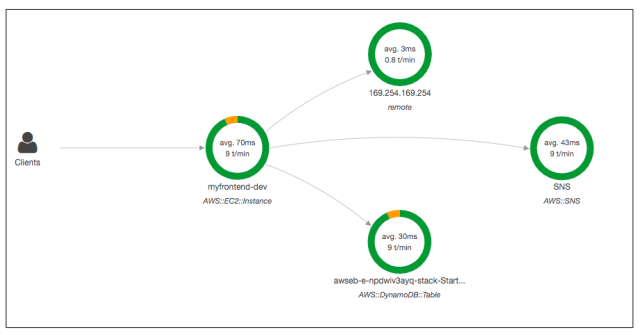 avg. 3ms
0.8 t/min
169.254.169.254
remote
Clients
avg. 70ms
9 t/min
myfrontend-dev
AWS::EC2::Instance
avg. 43ms
9 t/min
SNS
AWS::SNS
avg. 30ms
9 t/min
awseb-e-npdwiv3ayq-stack-Start...
AWS::DynamoDB::Table